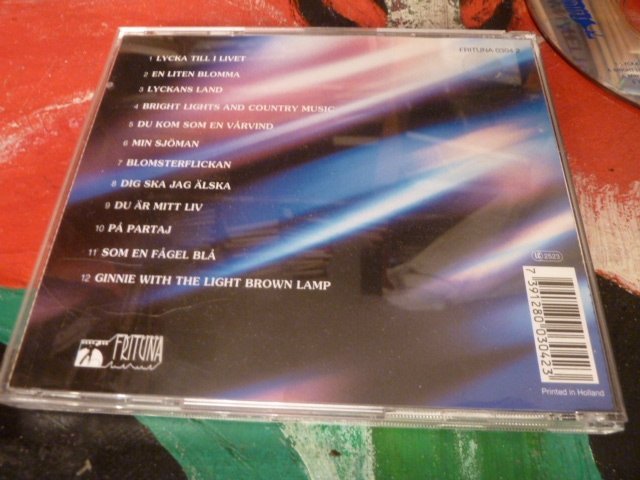 FRITUNA 0304 2
1 LYCKA TILL I LIVET
2 EN LITEN BLOMMA
3 LYCKANS LAND
4 BRIGHT LIGHTS AND COUNTRY MUSIC
5 DU KOM SOM EN VÅRVIND
6 MIN SJÖMAN
7 BLOMSTERFLICKAN
8 DIG SKA JAG ÄLSKA
9 DU ÄR MITT LIV
10 PÅ PARTAJ
11 SOM EN FÅGEL BLÅ
12 GINNIE WITH THE LIGHT BROWN LAMP
FRITUNA
2523
7 391280 030423
Printed in Holland